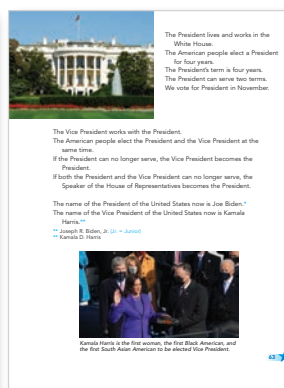 The President lives and works in the
White House.
The American people elect a President
for four years.
The President's term is four years.
The President can serve two terms.
We vote for President in November.
The Vice President works with the President.
The American people elect the President and the Vice President at the
same time.
If the President can no longer serve, the Vice President becomes the
President.
If both the President and the Vice President can no longer serve, the
Speaker of the House of Representatives becomes the President.
The name of the President of the United States now is Joe Biden.*
The name of the Vice President of the United States now is Kamala
Harris.**
** Joseph R. Biden, Jr. (Jr. = Junior)
** Kamala D. Harris
Kamala Harris is the first woman, the first Black American, and
the first South Asian American to be elected Vice President.
63